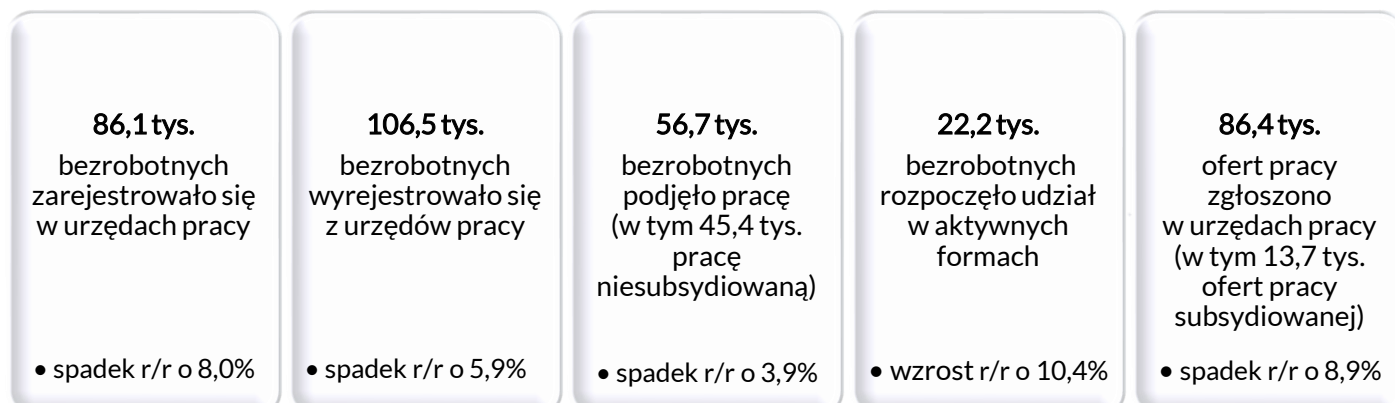 86,1 tys.
bezrobotnych
zarejestrowało się
w urzędach pracy
• spadek r/r o 8,0%
106,5 tys.
bezrobotnych
wyrejestrowało się
z urzędów pracy
• spadek r/r o 5,9%
56,7 tys.
bezrobotnych
podjęło pracę
(w tym 45,4 tys.
pracę
niesubsydiowaną)
• spadek r/r o 3,9%
22,2 tys.
bezrobotnych
rozpoczęło udział
w aktywnych
formach
• wzrost r/r o 10,4%
86,4 tys.
ofert pracy
zgłoszono
w urzędach pracy
(w tym 13,7 tys.
ofert pracy
subsydiowanej)
• spadek r/r o 8,9%